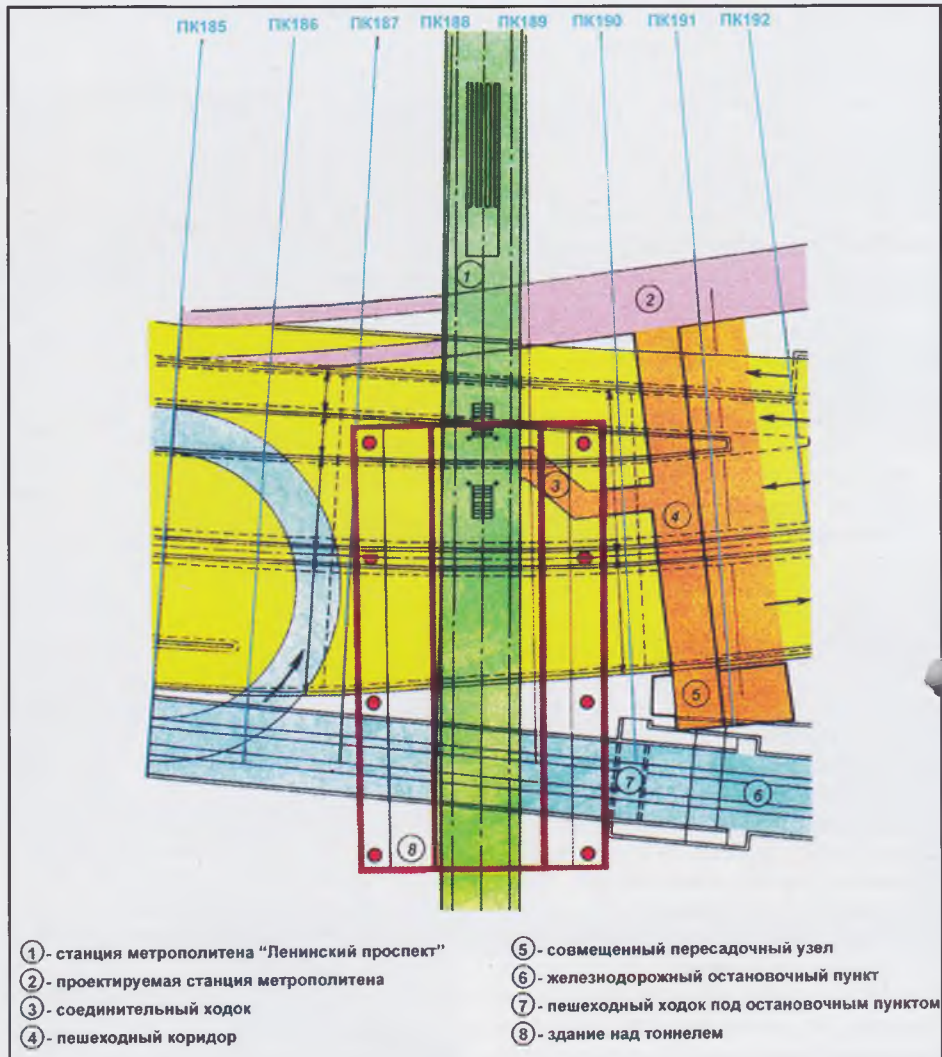 ПК185 ПК186 ПК187 ПК188 ПК189 ПК190 ПК191 ПК192
1
2
3
4
5
7
6
8
1 - станция метрополитена "Ленинский проспект"
2 - проектируемая станция метрополитена
3 - соединительный ходок
4 - пешеходный коридор
5 - совмещенный пересадочный узел
6 - железнодорожный остановочный пункт
7 - пешеходный ходок под остановочным пунктом
8 - здание над тоннелем